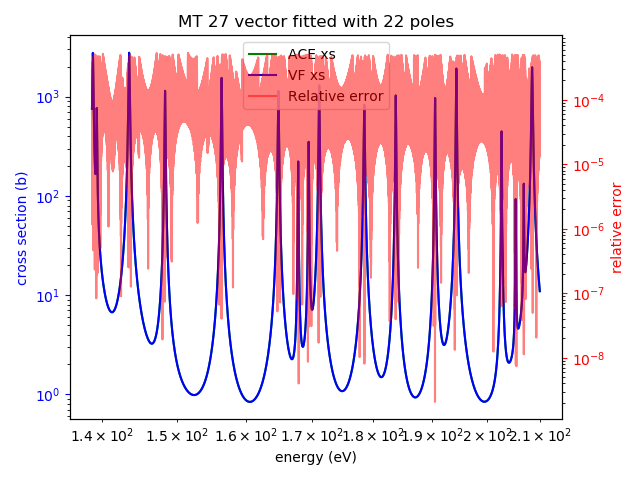 MT 27 vector fitted with 22 poles
ACE xs
VF xs
Relative error
cross section (b)
10³
10²
10¹
10⁰
relative error
10⁻⁴
10⁻⁵
10⁻⁶
10⁻⁷
10⁻⁸
1.4 × 10² 1.5 × 10² 1.6 × 10² 1.7 × 10² 1.8 × 10² 1.9 × 10² 2 × 10² 2.1 × 10²
energy (eV)